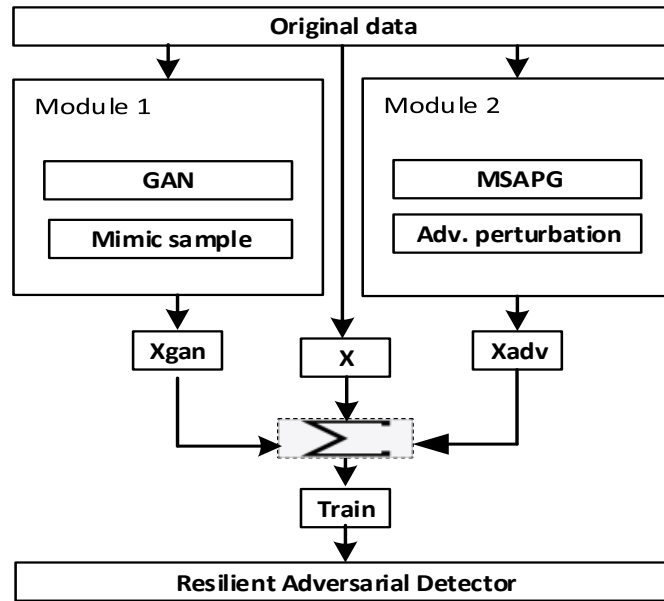 Original data
Module 1
Module 2
GAN
MSAPG
Mimic sample
Adv. perturbation
Xgan
X
Xadv
Σ
Train
Resilient Adversarial Detector